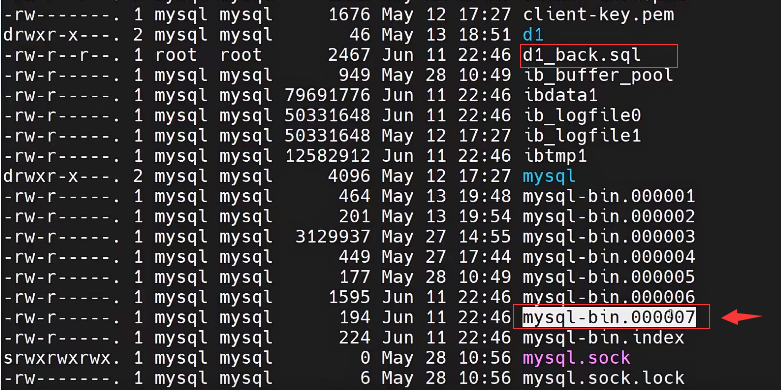 -rw-------. 1 mysql mysql 1676 May 12 17:27 client-key.pem
drwxr-x---. 2 mysql mysql 46 May 13 18:51 d1
-rw-r--r--. 1 root root 2467 Jun 11 22:46 d1_back.sql
-rw-r-----. 1 mysql mysql 949 May 28 10:49 ib_buffer_pool
-rw-r-----. 1 mysql mysql 79691776 Jun 11 22:46 ibdata1
-rw-r-----. 1 mysql mysql 50331648 Jun 11 22:46 ib_logfile0
-rw-r-----. 1 mysql mysql 50331648 May 12 17:27 ib_logfile1
-rw-r-----. 1 mysql mysql 12582912 Jun 11 22:46 ibtmp1
drwxr-x---. 2 mysql mysql 4096 May 12 17:27 mysql
-rw-r-----. 1 mysql mysql 464 May 13 19:48 mysql-bin.000001
-rw-r-----. 1 mysql mysql 201 May 13 19:54 mysql-bin.000002
-rw-r-----. 1 mysql mysql 3129937 May 27 14:55 mysql-bin.000003
-rw-r-----. 1 mysql mysql 449 May 27 17:44 mysql-bin.000004
-rw-r-----. 1 mysql mysql 177 May 28 10:49 mysql-bin.000005
-rw-r-----. 1 mysql mysql 1595 Jun 11 22:46 mysql-bin.000006
-rw-r-----. 1 mysql mysql 194 Jun 11 22:46 mysql-bin.000007
-rw-r-----. 1 mysql mysql 224 Jun 11 22:46 mysql-bin.index
srwxrwxrwx. 1 mysql mysql 0 May 28 10:56 mysql.sock
-rw-------. 1 mysql mysql 6 May 28 10:56 mysql.sock.lock